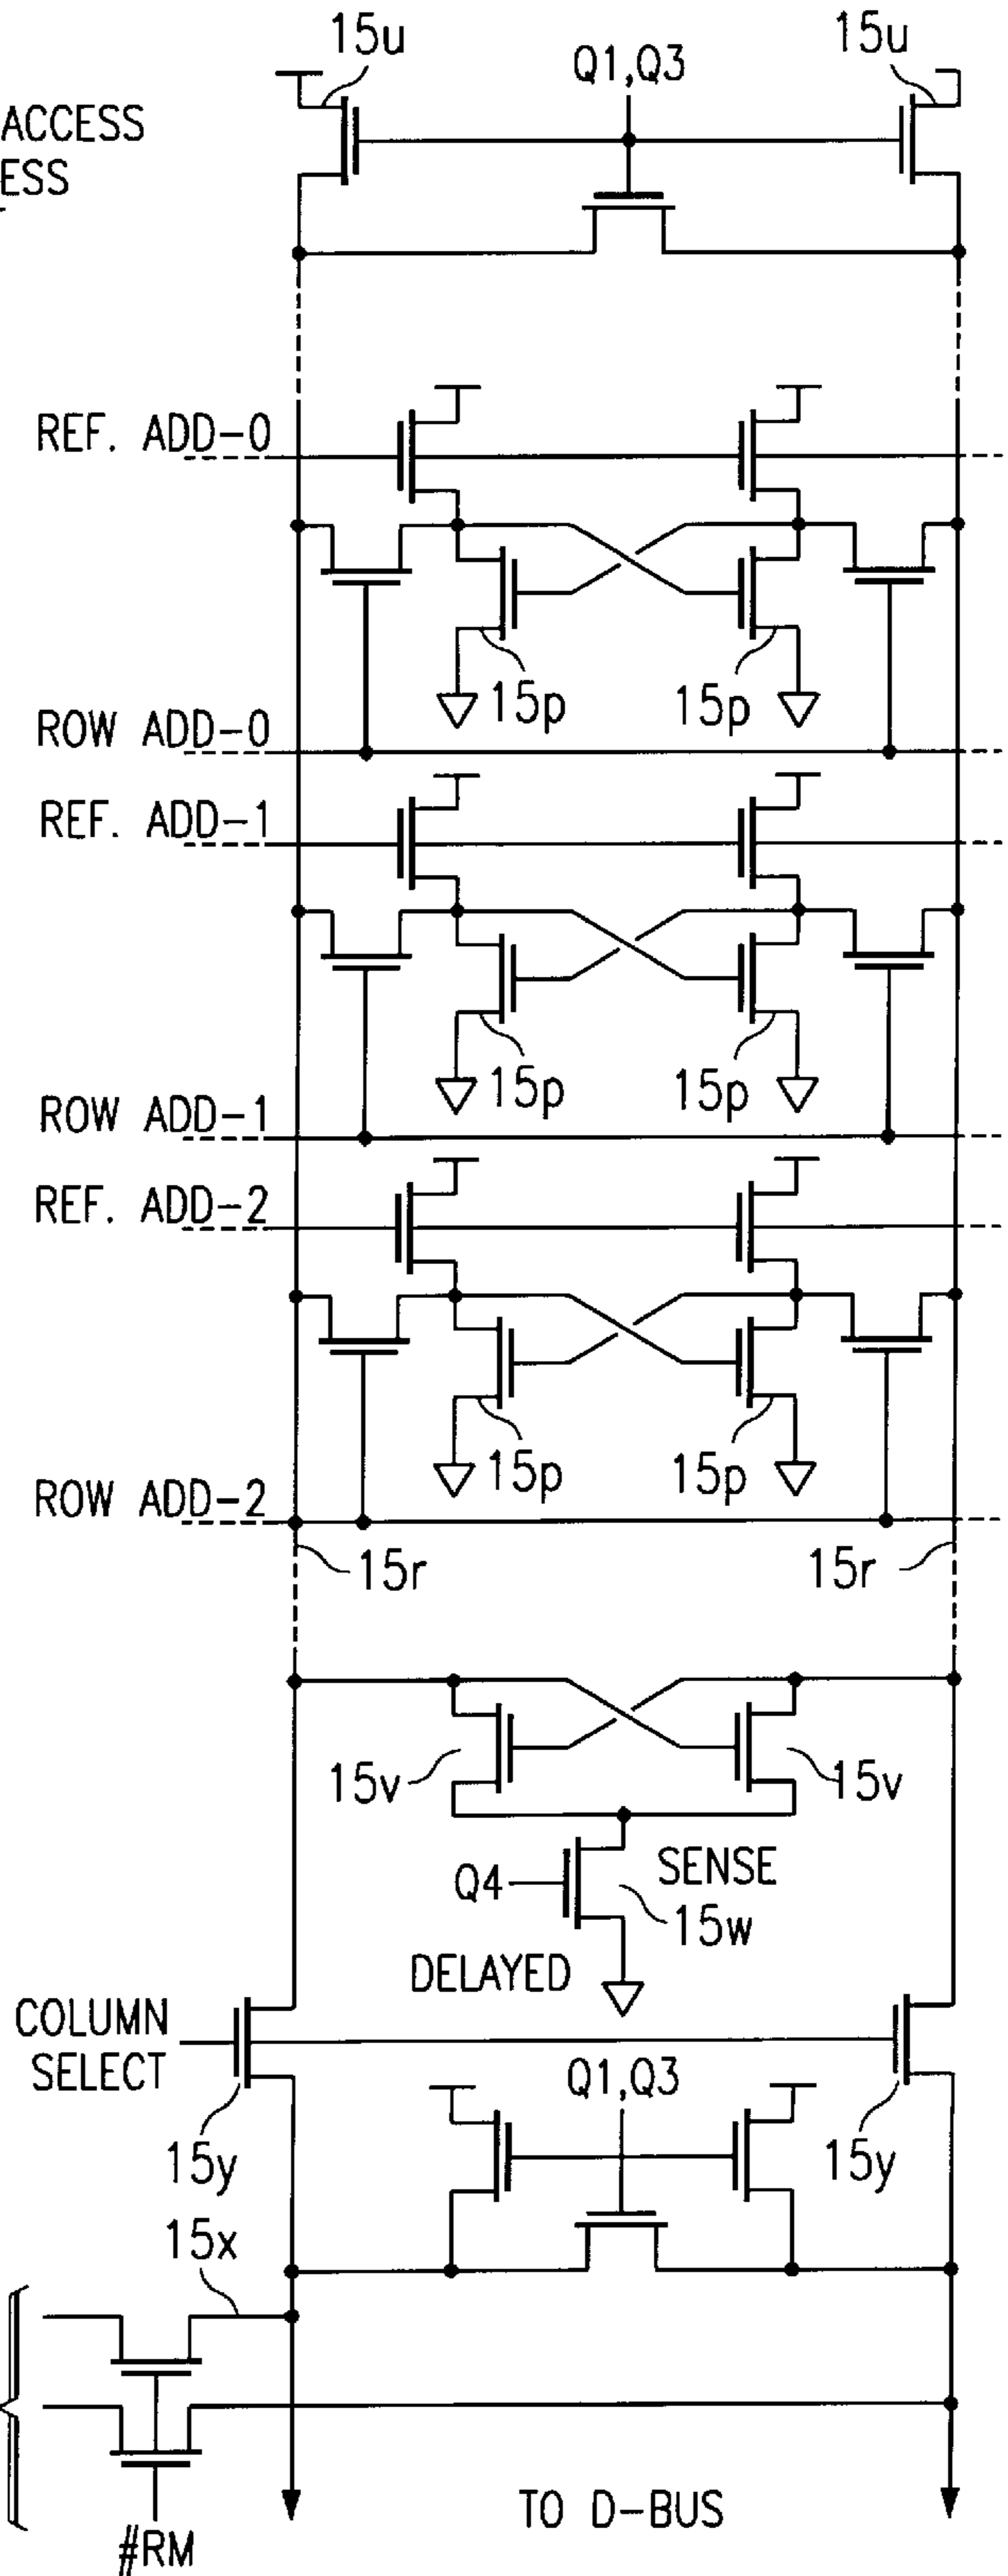 15u
15u
Q1,Q3
ACCESS
ESS
REF. ADD-0
15p
15p
ROW ADD-0
REF. ADD-1
15p
15p
ROW ADD-1
REF. ADD-2
15p
15p
ROW ADD-2
15r
15r
15v
15v
Q4
SENSE
15w
DELAYED
COLUMN
SELECT
Q1,Q3
15y
15y
15x
TO D-BUS
#RM